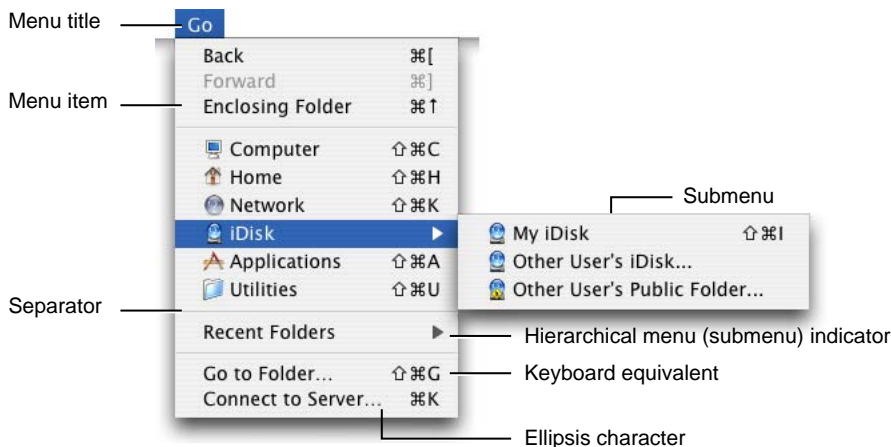 Menu title
Go
Back ⌘[
Forward ⌘]
Menu item
Enclosing Folder ⌘↑
Computer ⇧⌘C
Home ⇧⌘H
Network ⇧⌘K
Submenu
iDisk
My iDisk ⇧⌘I
Applications ⇧⌘A
Other User's iDisk...
Utilities ⇧⌘U
Other User's Public Folder...
Separator
Recent Folders
Hierarchical menu (submenu) indicator
Go to Folder... ⇧⌘G
Keyboard equivalent
Connect to Server... ⌘K
Ellipsis character